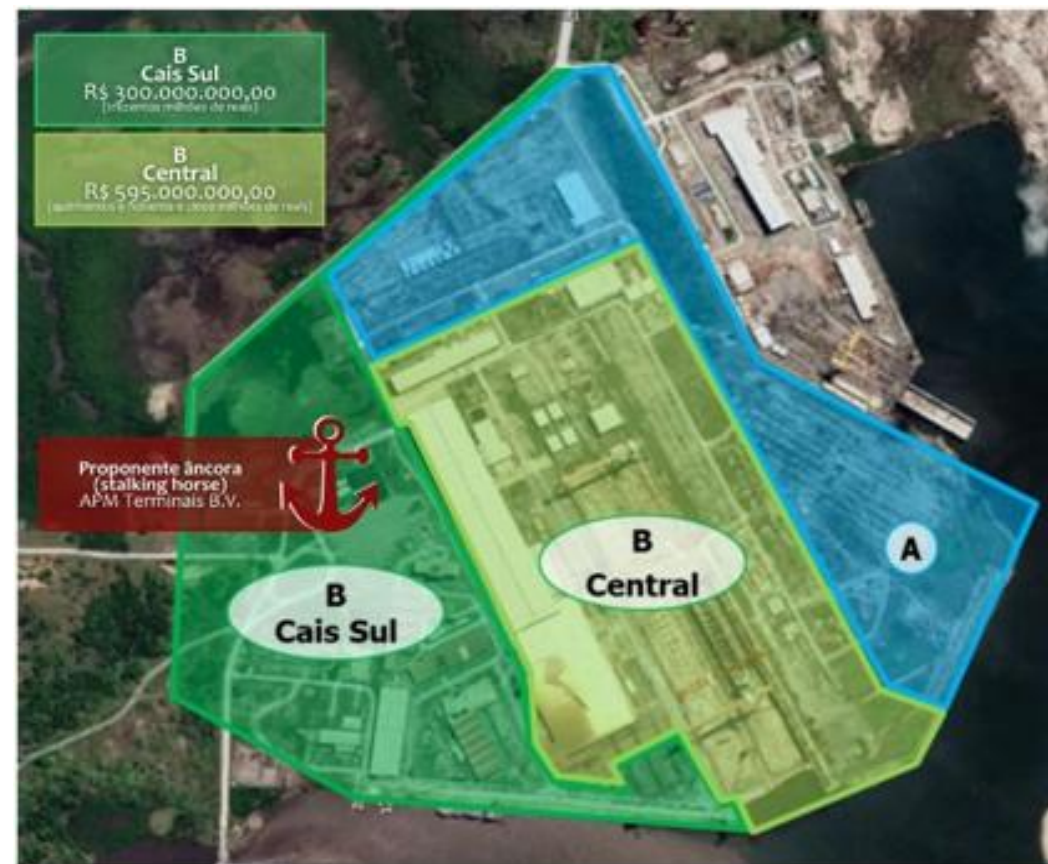 B
Cais Sul
R$ 300.000.000,00
(trezentos milhões de reais)
B
Central
R$ 595.000.000,00
(quinhentos e noventa e cinco milhões de reais)
Proponente âncora
(stalking horse)
APM Terminais B.V.
B
Central
A
B
Cais Sul